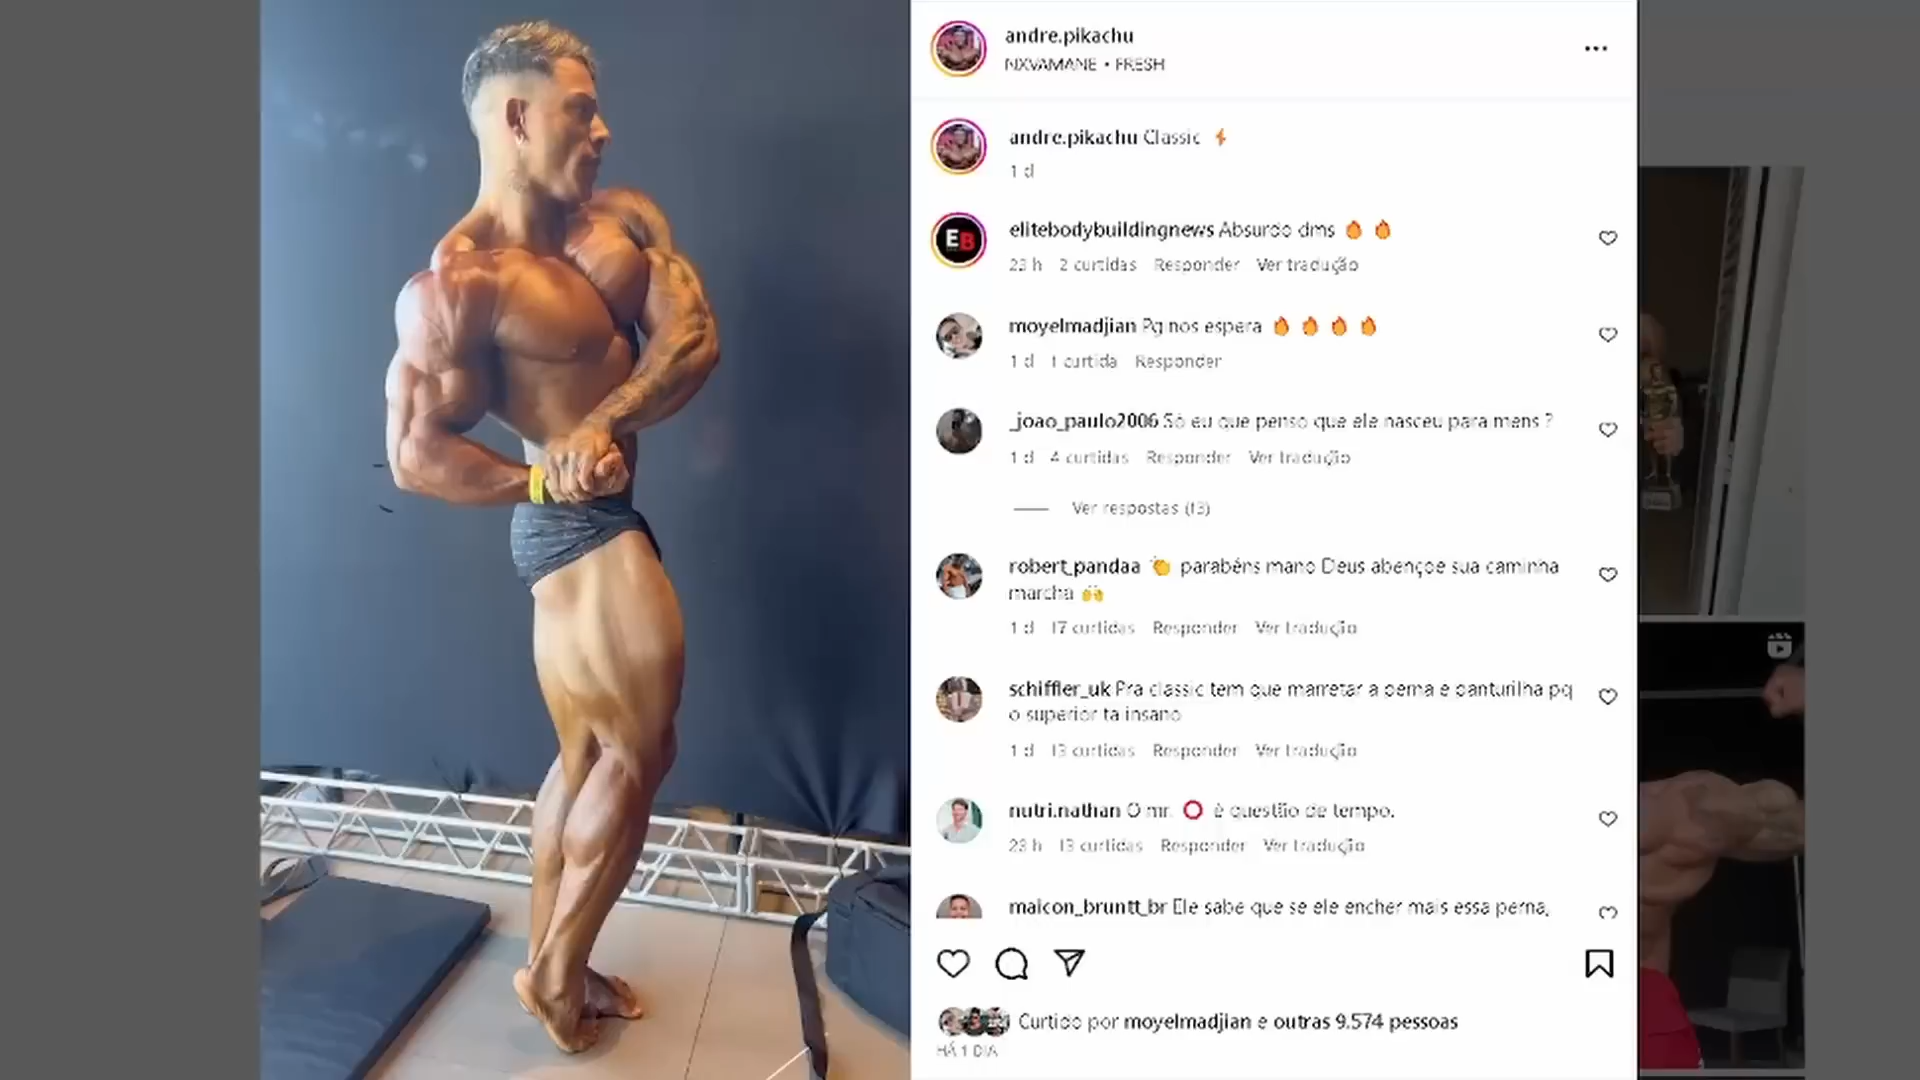 andre.pikachu
NXVAMANE • FRESH
andre.pikachu Classic
1 d
elitebodybuildingnews Absurdo dms
23 h 2 curtidas Responder Ver tradução
moyelmadjian Pg nos espera
1 d 1 curtida Responder
_joao_paulo2006 Só eu que penso que ele nasceu para mens ?
1 d 4 curtidas Responder Ver tradução
Ver respostas (13)
robert_pandaa parabéns mano Deus abençoe sua caminha
marcha
1 d 17 curtidas Responder Ver tradução
schiffler_uk Pra classic tem que marretar a perna e panturilha pq
o superior ta insano
1 d 13 curtidas Responder Ver tradução
nutri.nathan O mr. é questão de tempo.
23 h 13 curtidas Responder Ver tradução
maicon_bruntt_br Ele sabe que se ele encher mais essa perna,
Curtido por moyelmadjian e outras 9.574 pessoas
HÁ 1 DIA
EB